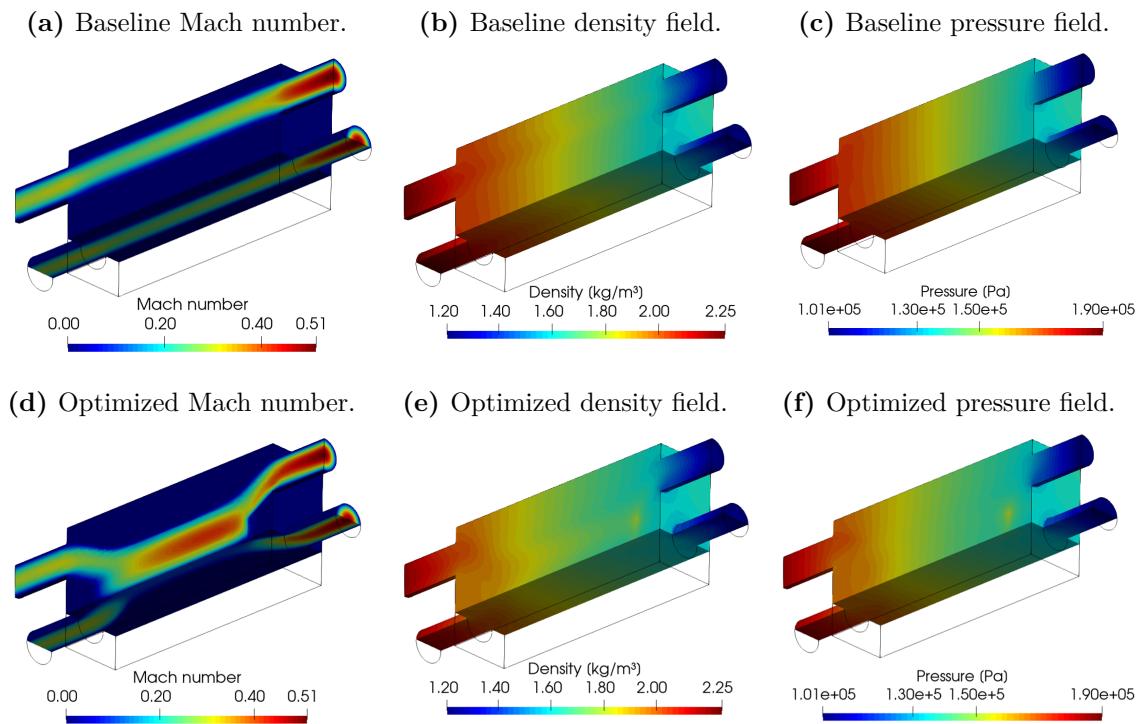 (a) Baseline Mach number.
(b) Baseline density field.
(c) Baseline pressure field.
Mach number
0.00 0.20 0.40 0.51
Density (kg/m³)
1.20 1.40 1.60 1.80 2.00 2.25
Pressure (Pa)
1.01e+05 1.30e+05 1.50e+05 1.90e+05
(d) Optimized Mach number.
(e) Optimized density field.
(f) Optimized pressure field.
Mach number
0.00 0.20 0.40 0.51
Density (kg/m³)
1.20 1.40 1.60 1.80 2.00 2.25
Pressure (Pa)
1.01e+05 1.30e+05 1.50e+05 1.90e+05